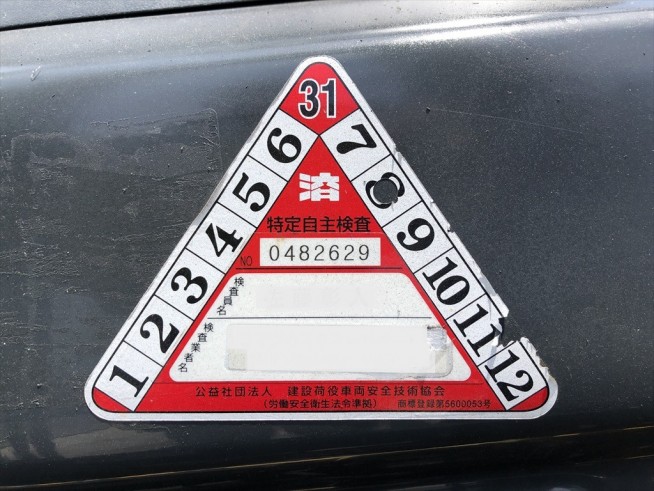 31
1 2 3 4 5 6
7 8 9 10 11 12
済
特定自主検査
NO 0482629
検査員名
検査業者名
公益社団法人 建設荷役車両安全技術協会
(労働安全衛生法令準拠) 商標登録第5600053号